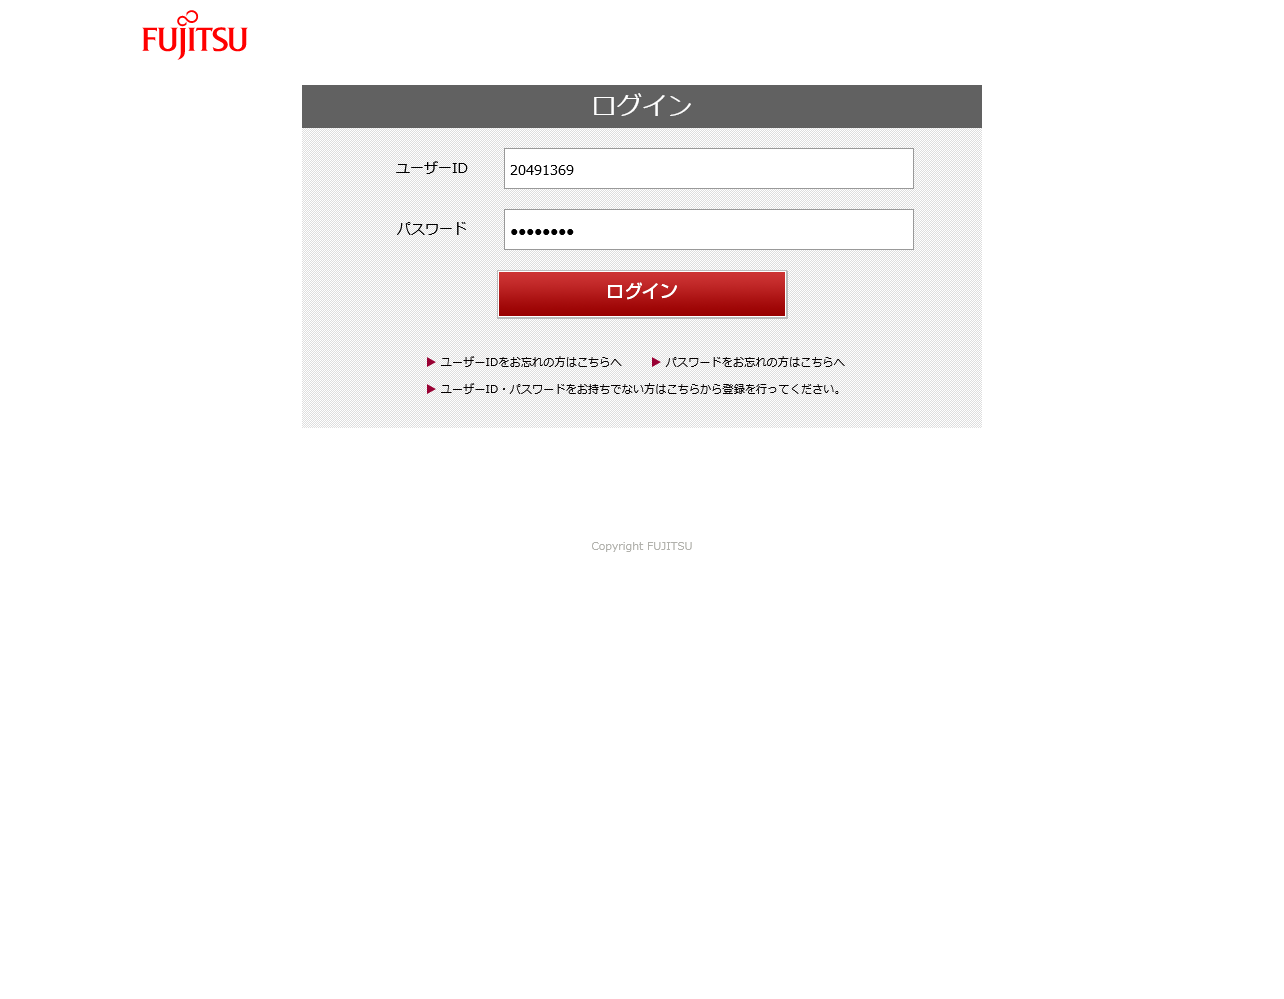 FUJITSU
ログイン
ユーザーID
20491369
パスワード
●●●●●●●●
ログイン
ユーザーIDをお忘れの方はこちらへ
パスワードをお忘れの方はこちらへ
ユーザーID・パスワードをお持ちでない方はこちらから登録を行ってください。
Copyright FUJITSU